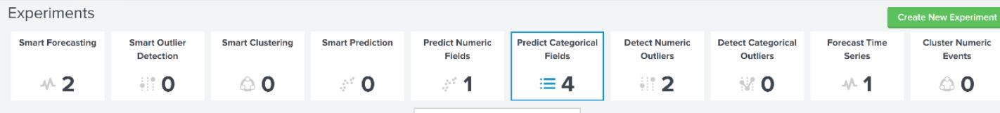 Experiments
Create New Experiment
Smart Forecasting
2
Smart Outlier
Detection
0
Smart Clustering
0
Smart Prediction
0
Predict Numeric
Fields
1
Predict Categorical
Fields
4
Detect Numeric
Outliers
2
Detect Categorical
Outliers
0
Forecast Time
Series
1
Cluster Numeric
Events
0